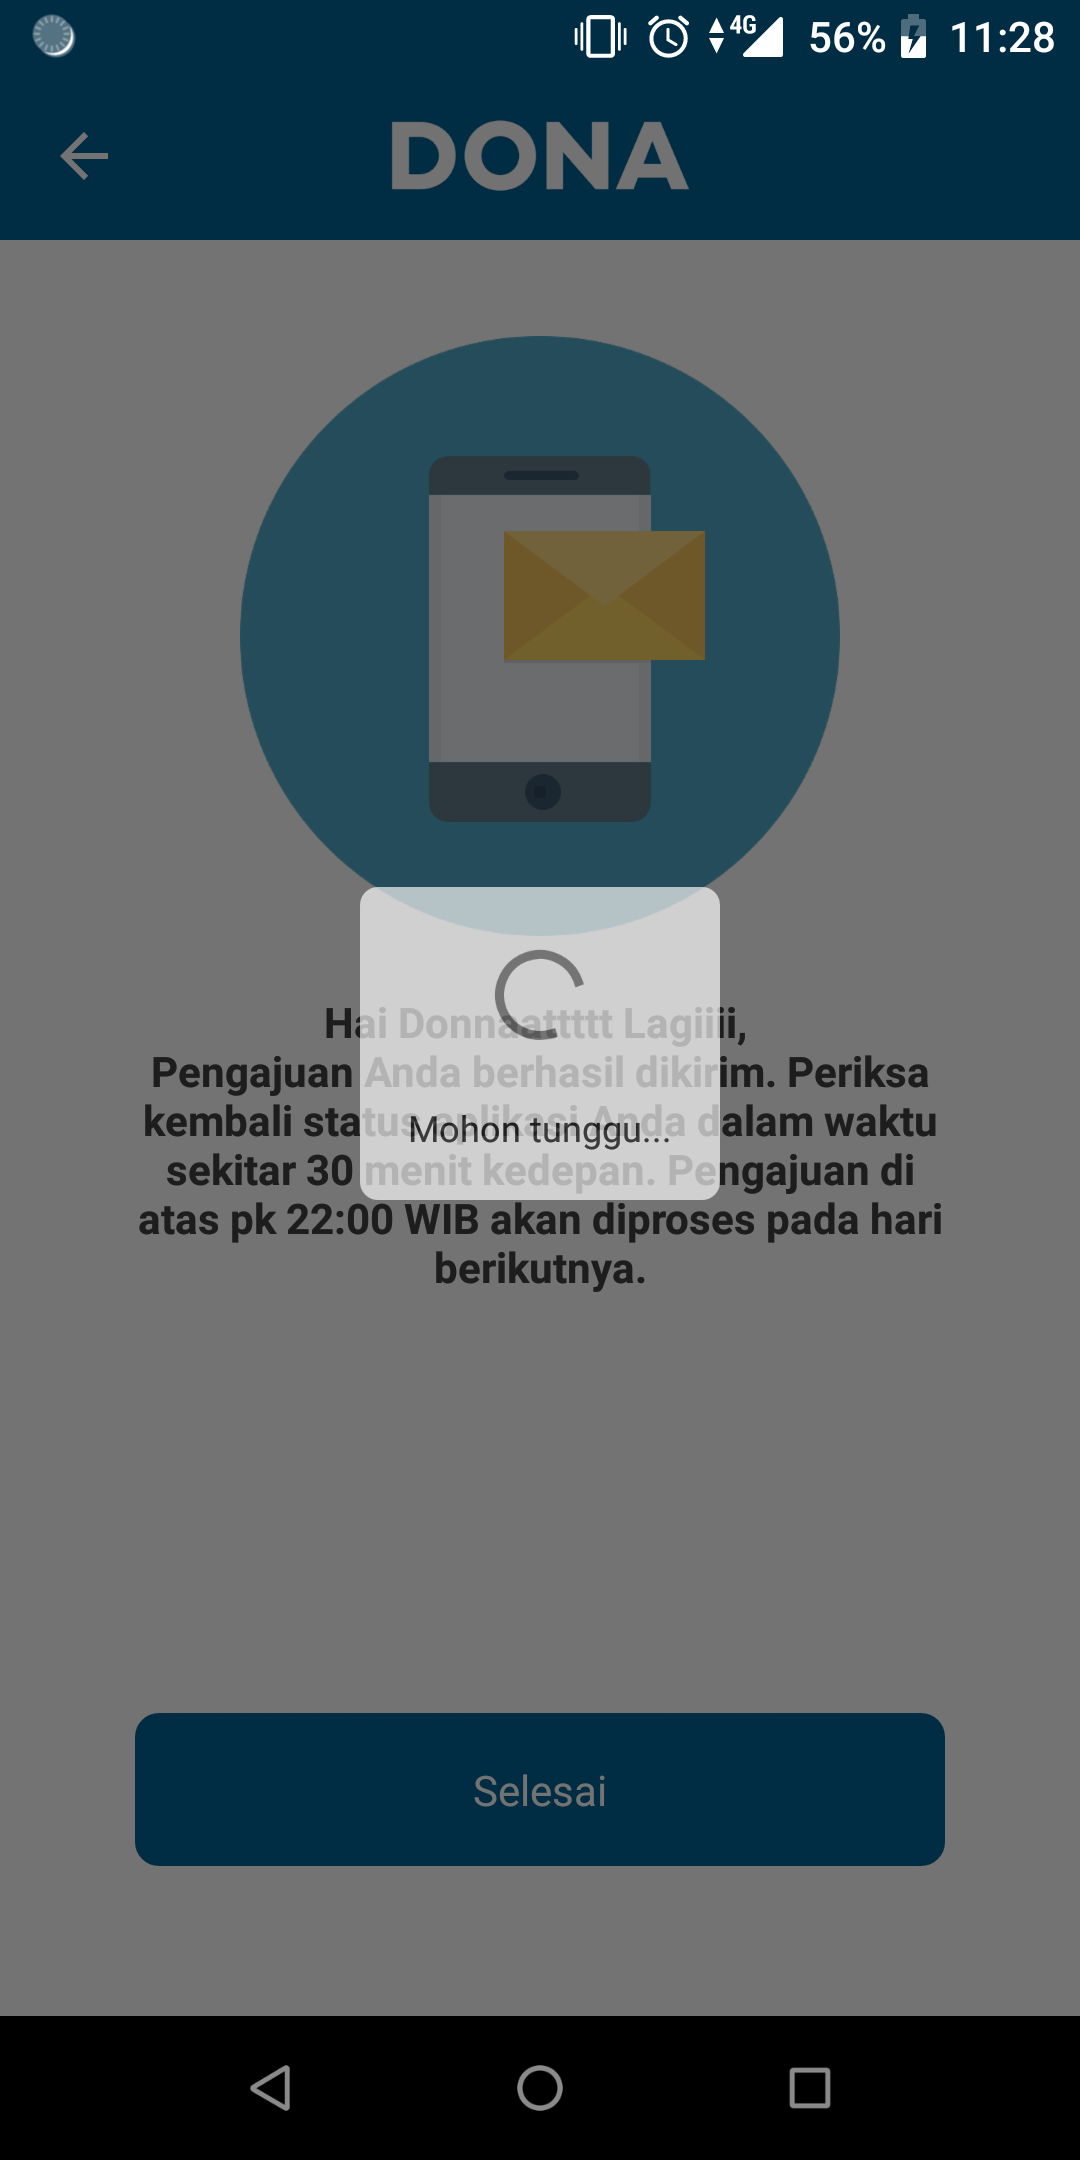 4G 56% 11:28
DONA
Hai Donnaattttt Lagiiii,
Pengajuan Anda berhasil dikirim. Periksa
kembali status aplikasi Anda dalam waktu
Mohon tunggu...
sekitar 30 menit kedepan. Pengajuan di
atas pk 22:00 WIB akan diproses pada hari
berikutnya.
Selesai